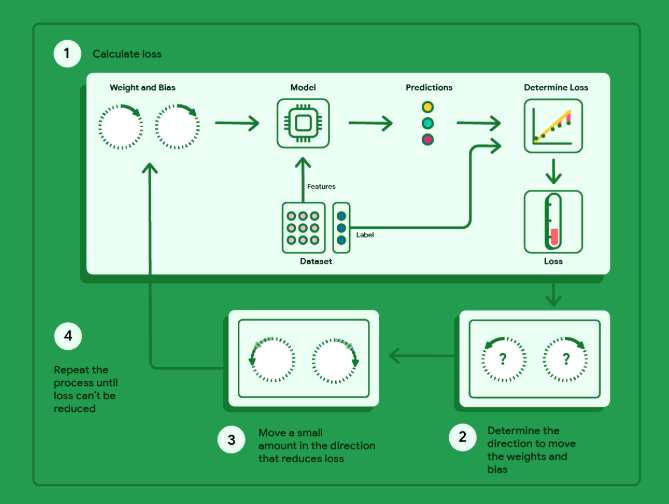 1
Calculate loss
Weight and Bias
Model
Predictions
Determine Loss
Features
Label
Dataset
Loss
4
Repeat the
process until
loss can't be
reduced
3
Move a small
amount in the direction
that reduces loss
?
?
2
Determine the
direction to move
the weights and
bias